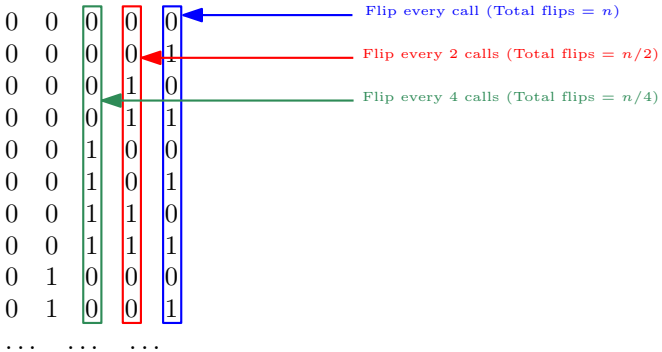 0 0 0 0 0 Flip every call (Total flips = n)
0 0 0 0 1 Flip every 2 calls (Total flips = n/2)
0 0 0 1 0 Flip every 4 calls (Total flips = n/4)
0 0 0 1 1
0 0 1 0 0
0 0 1 0 1
0 0 1 1 0
0 0 1 1 1
0 1 0 0 0
0 1 0 0 1
... ... ...